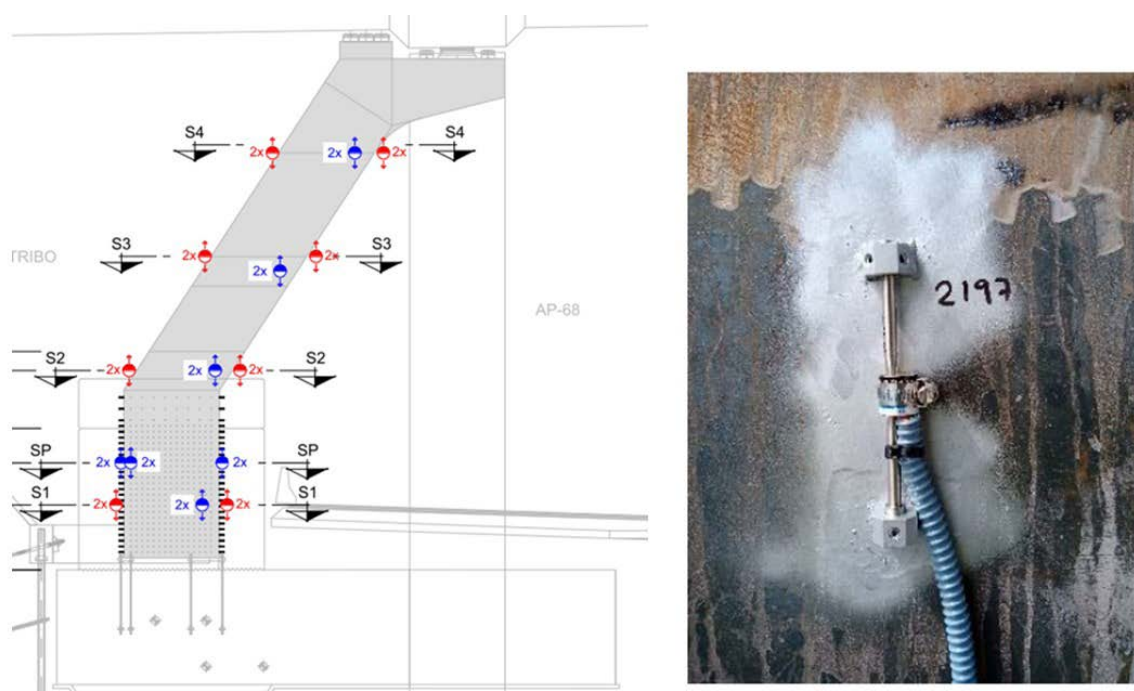 S4 2x 2x 2x S4
S3 2x 2x 2x S3
TRIBO
AP-68
2197
S2 2x 2x 2x S2
SP 2x 2x 2x SP
S1 2x 2x 2x S1